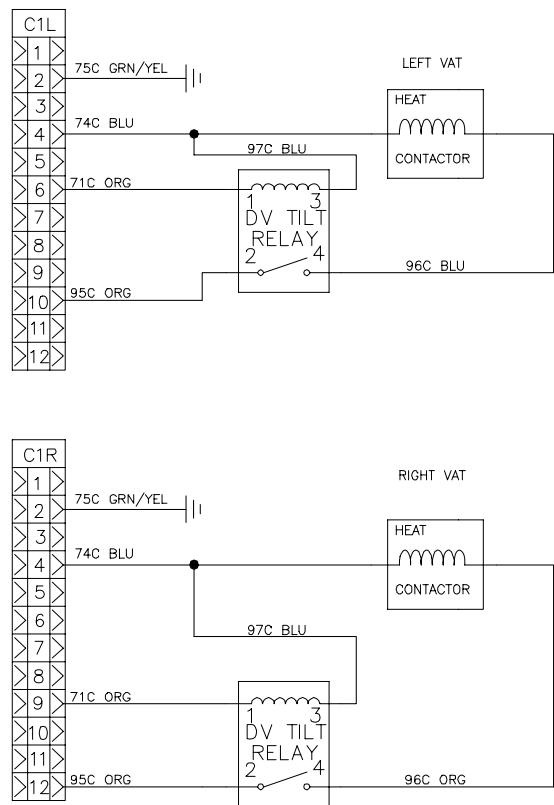 C1L
1
2
75C GRN/YEL
LEFT VAT
3
HEAT
4
74C BLU
CONTACTOR
97C BLU
5
6
71C ORG
1
3
7
DV TILT
8
RELAY
2
4
9
96C BLU
10
95C ORG
11
12
C1R
1
RIGHT VAT
2
75C GRN/YEL
3
HEAT
4
74C BLU
CONTACTOR
5
6
97C BLU
7
8
9
71C ORG
1
3
10
DV TILT
11
RELAY
2
4
12
95C ORG
96C ORG